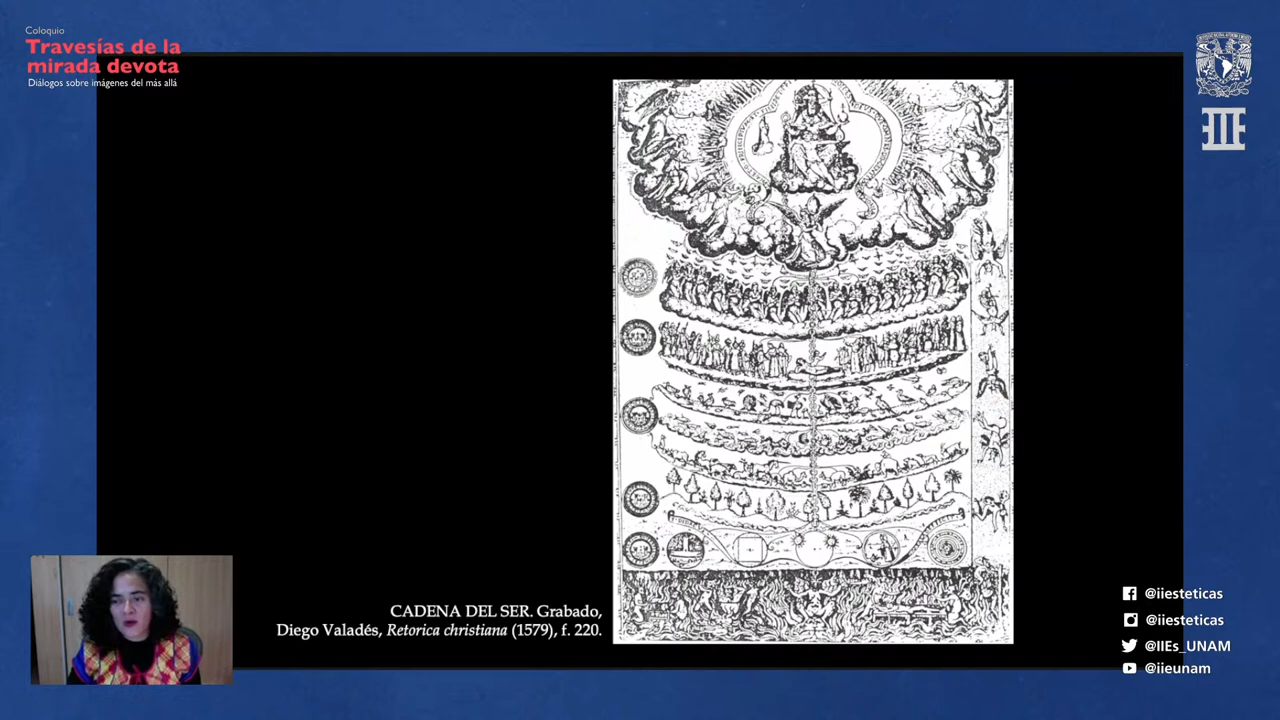 Coloquio
Travesías de la
mirada devota
Diálogos sobre imágenes del más allá
CADENA DEL SER. Grabado,
Diego Valadés, Retorica christiana (1579), f. 220.
@iiesteticas
@iiesteticas
@IIEs_UNAM
@iieunam